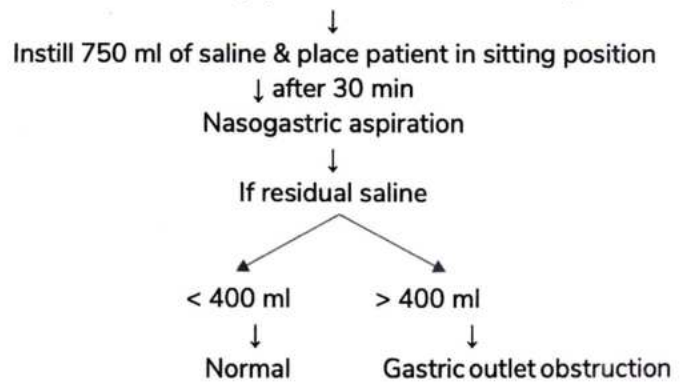 ↓
Instill 750 ml of saline & place patient in sitting position
↓ after 30 min
Nasogastric aspiration
↓
If residual saline
< 400 ml > 400 ml
↓ ↓
Normal Gastric outlet obstruction